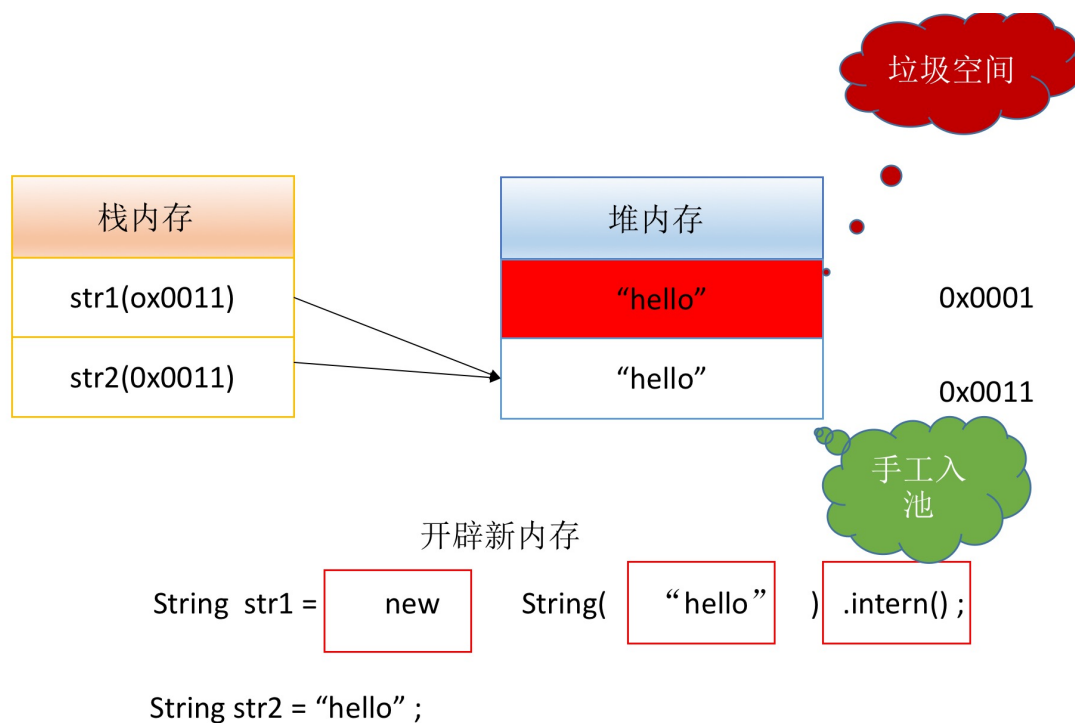 垃圾空间
栈内存
堆内存
str1(ox0011)
“hello”
0x0001
str2(0x0011)
“hello”
0x0011
手工入
池
开辟新内存
String str1 = new String( “hello” ) .intern() ;
String str2 = “hello” ;